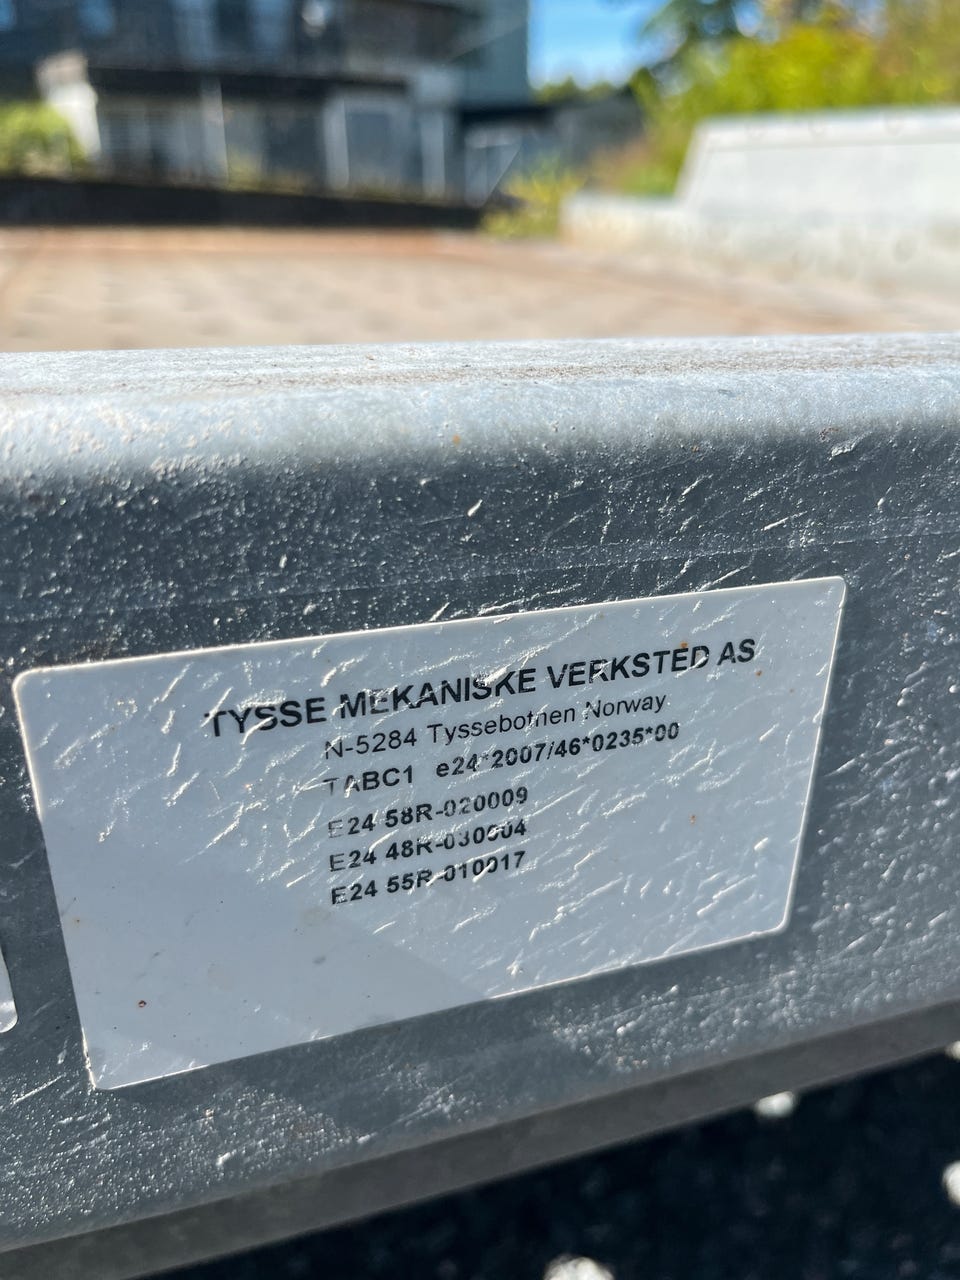 TYSSE MEKANISKE VERKSTED AS
N-5284 Tyssebotnen Norway
TABC1 e24*2007/46*0235*00
E24 58R-020009
E24 48R-030004
E24 55R-010017